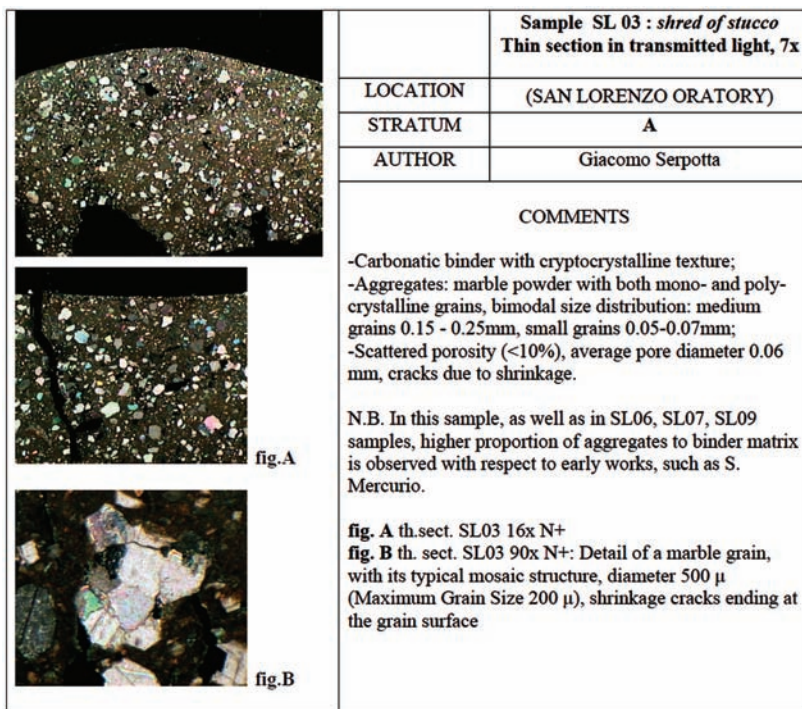 Sample SL 03 : shred of stucco
Thin section in transmitted light, 7x
LOCATION (SAN LORENZO ORATORY)
STRATUM A
AUTHOR Giacomo Serpotta
COMMENTS
-Carbonatic binder with cryptocrystalline texture;
-Aggregates: marble powder with both mono- and poly-
crystalline grains, bimodal size distribution: medium
grains 0.15 - 0.25mm, small grains 0.05-0.07mm;
-Scattered porosity (<10%), average pore diameter 0.06
mm, cracks due to shrinkage.
N.B. In this sample, as well as in SL06, SL07, SL09
samples, higher proportion of aggregates to binder matrix
is observed with respect to early works, such as S.
Mercurio.
fig. A th.sect. SL03 16x N+
fig. B th. sect. SL03 90x N+: Detail of a marble grain,
with its typical mosaic structure, diameter 500 μ
(Maximum Grain Size 200 μ), shrinkage cracks ending at
the grain surface
fig.A
fig.B